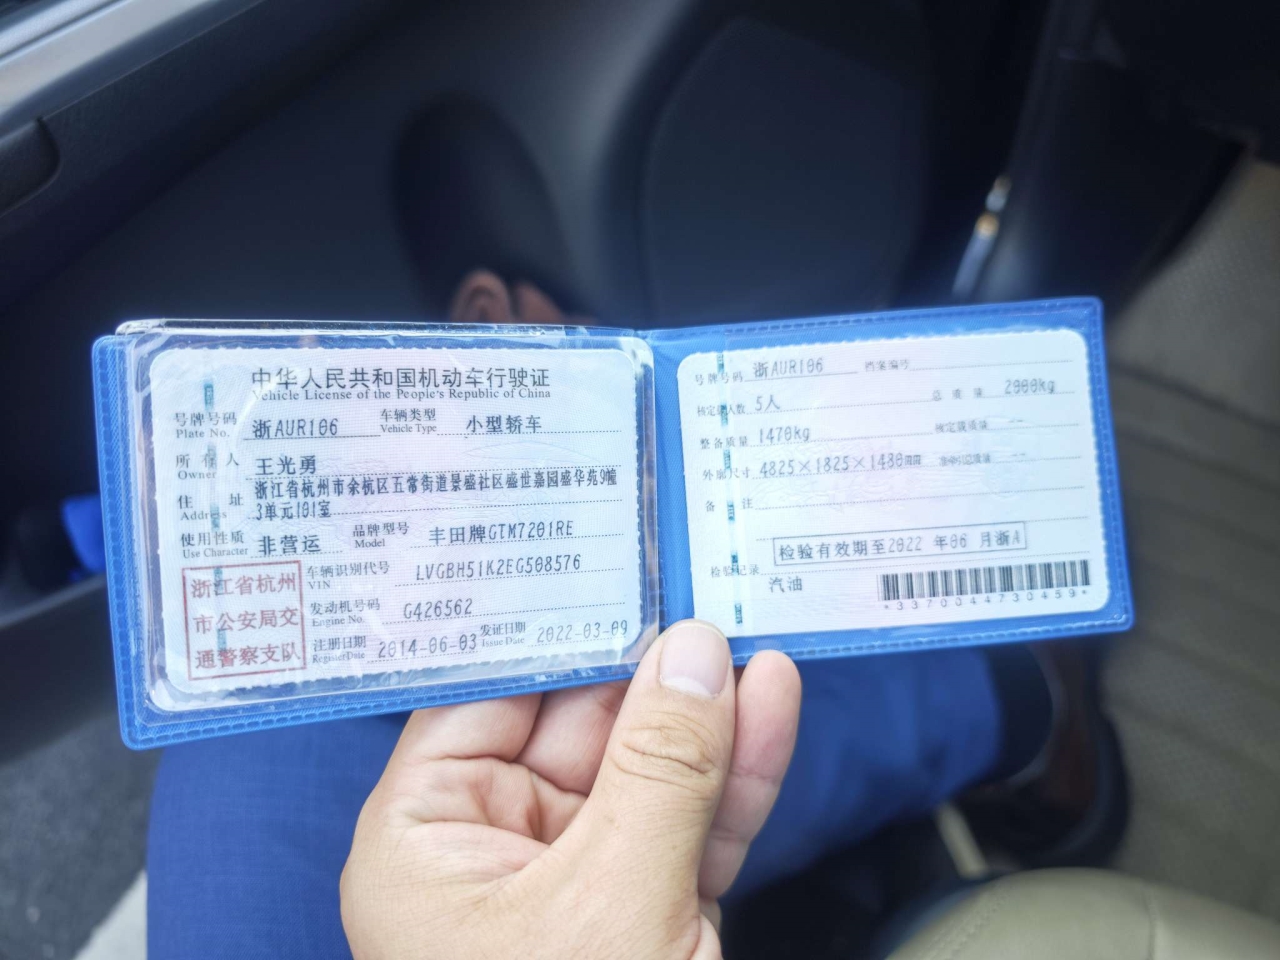 中华人民共和国机动车行驶证
Vehicle License of the People's Republic of China
号牌号码 浙AUR106 车辆类型 小型轿车
Plate No. Vehicle Type
所有人 王光勇
Owner
住址 浙江省杭州市余杭区五常街道景盛社区盛世嘉园盛华苑9幢
Address 3单元101室
使用性质 非营运 品牌型号 丰田牌GTM7201RE
Use Character Model
浙江省杭州
市公安局交
通警察支队
车辆识别代号 LVGBH51K2EG508576
VIN
发动机号码 G426562
Engine No.
注册日期 2014-06-03 发证日期 2022-03-09
Register Date Issue Date
号牌号码 浙AUR106 档案编号
核定载人数 5人 总质量 2000kg
整备质量 1470kg 核定载质量 --
外廓尺寸 4825×1825×1480mm 准牵引总质量 --
备注
检验有效期至2022年06月浙A
检验记录
汽油
*3370044730459*